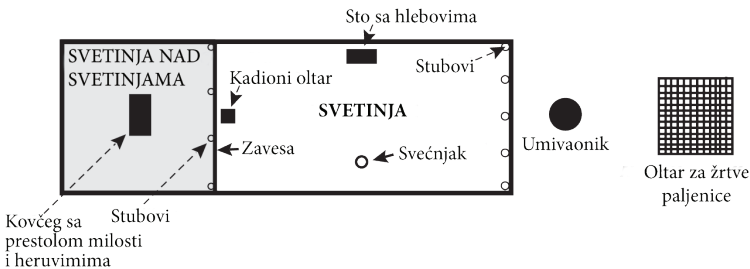 Sto sa hlebovima
SVETINJA NAD
SVETINJAMA
Stubovi
Kadioni oltar
SVETINJA
Zavesa
Svećnjak
Umivaonik
Oltar za žrtve
paljenice
Stubovi
Kovčeg sa
prestolom milosti
i heruvimima